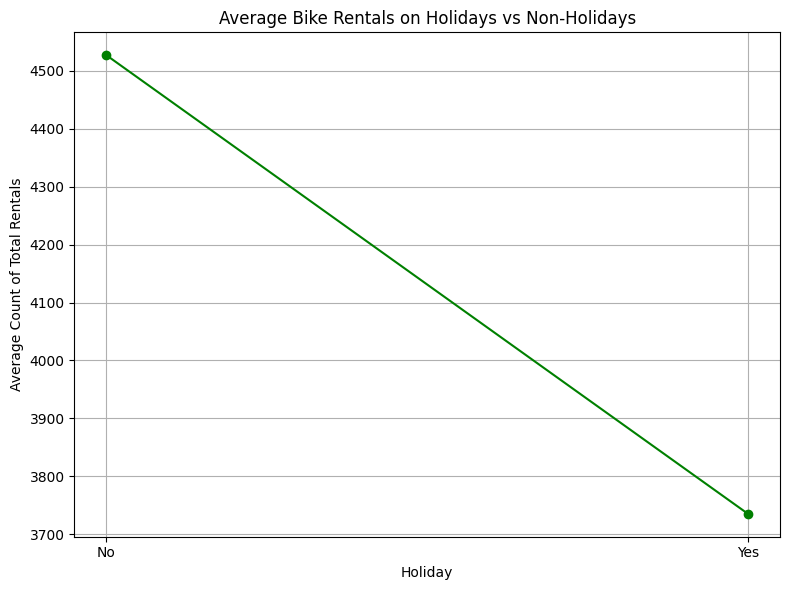 Average Bike Rentals on Holidays vs Non-Holidays
Average Count of Total Rentals
4500
4400
4300
4200
4100
4000
3900
3800
3700
No Yes
Holiday